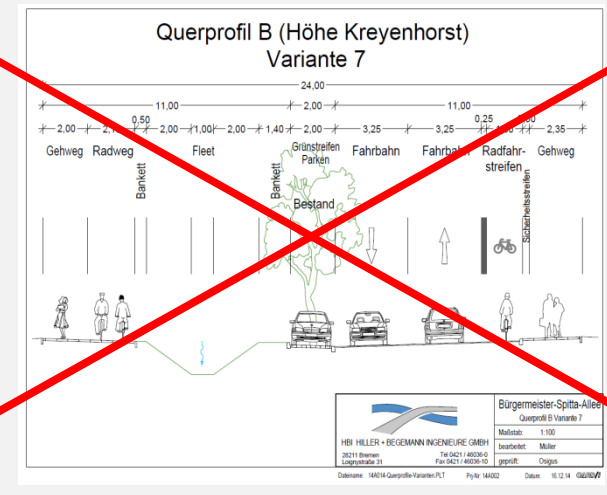 Querprofil B (Höhe Kreyenhorst)
Variante 7
24,00
11,00 2,00 11,00
0,50 0,25
2,00 2,00 1,00 2,00 1,40 2,00 3,25 3,25 2,35
Gehweg Radweg Bankett Fleet Bankett Grünstreifen Fahrbahn Fahrbahn Radfahr- Sicherheitsstreifen Gehweg
Parken streifen
Bestand
HBI HILLER + BEGEMANN INGENIEURE GMBH
28211 Bremen Tel 0421 / 46036-0
Loignystraße 31 Fax 0421 / 46036-10
Bürgermeister-Spitta-Allee
Querprofil B Variante 7
Maßstab: 1:100
bearbeitet: Müller
geprüft: Osigus
Dateiname: 14A014-Querprofile-Varianten.PLT Prj-Nr: 14A002 Datum: 16.12.14